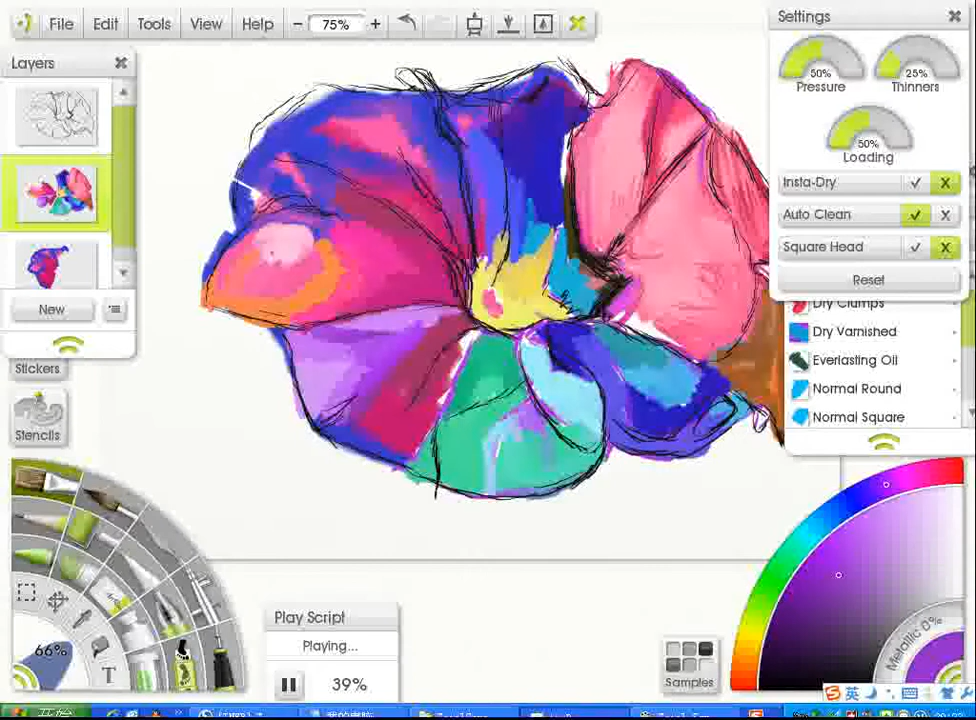 File Edit Tools View Help − 75% +
Settings
Layers
50%
Pressure
25%
Thinners
50%
Loading
Insta-Dry
Auto Clean
Square Head
Reset
New
Dry Clumps
Dry Varnished
Everlasting Oil
Normal Round
Normal Square
Stickers
Stencils
66%
T
Play Script
Playing...
39%
Samples
Metallic 0%
英